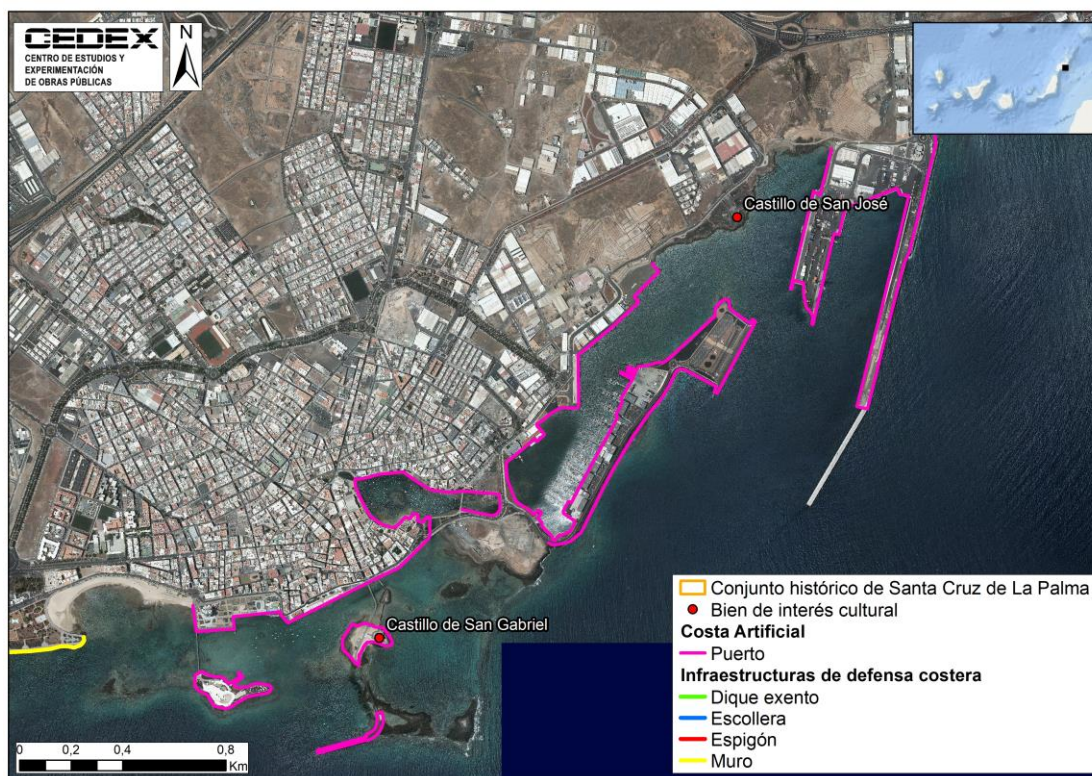 CEDEX
CENTRO DE ESTUDIOS Y
EXPERIMENTACIÓN
DE OBRAS PÚBLICAS
N
Castillo de San José
Castillo de San Gabriel
Conjunto histórico de Santa Cruz de La Palma
Bien de interés cultural
Costa Artificial
Puerto
Infraestructuras de defensa costera
Dique exento
Escollera
Espigón
Muro
0 0,2 0,4 0,8
Km